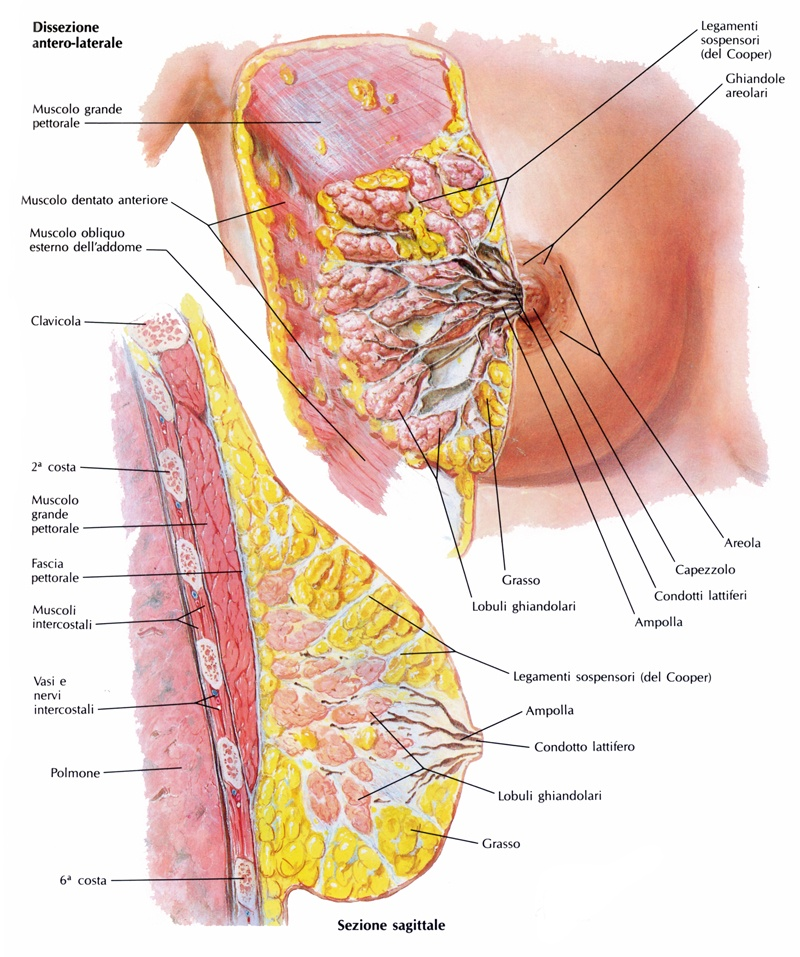 Dissezione
antero-laterale
Legamenti
sospensori
(del Cooper)
Ghiandole
areolari
Muscolo grande
pettorale
Muscolo dentato anteriore
Muscolo obliquo
esterno dell'addome
Clavicola
2ª costa
Muscolo
grande
pettorale
Fascia
pettorale
Muscoli
intercostali
Vasi e
nervi
intercostali
Polmone
6ª costa
Areola
Capezzolo
Condotti lattiferi
Ampolla
Grasso
Lobuli ghiandolari
Legamenti sospensori (del Cooper)
Ampolla
Condotto lattifero
Lobuli ghiandolari
Grasso
Sezione sagittale